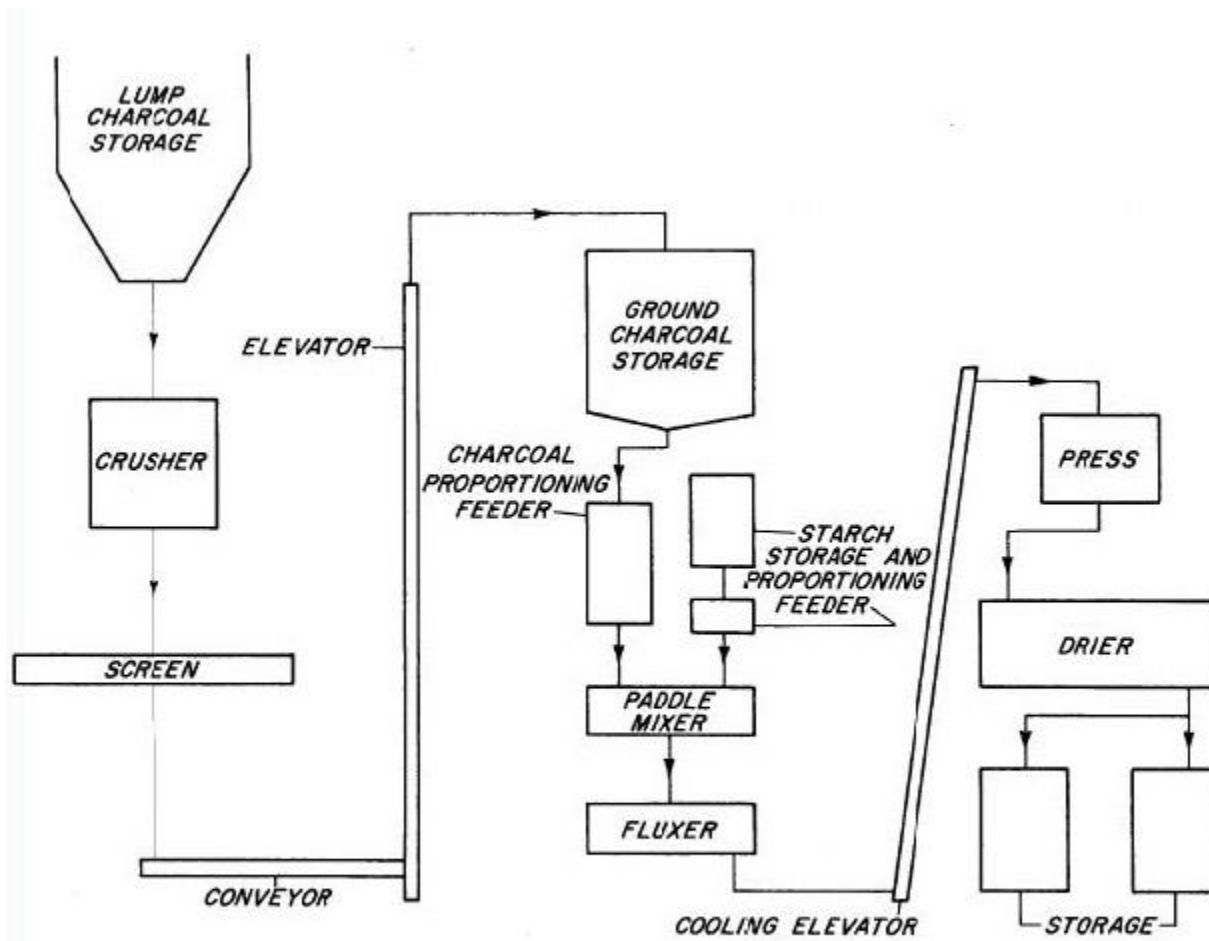 LUMP
CHARCOAL
STORAGE
CRUSHER
SCREEN
CONVEYOR
ELEVATOR
GROUND
CHARCOAL
STORAGE
CHARCOAL
PROPORTIONING
FEEDER
STARCH
STORAGE AND
PROPORTIONING
FEEDER
PADDLE
MIXER
FLUXER
COOLING ELEVATOR
PRESS
DRIER
STORAGE